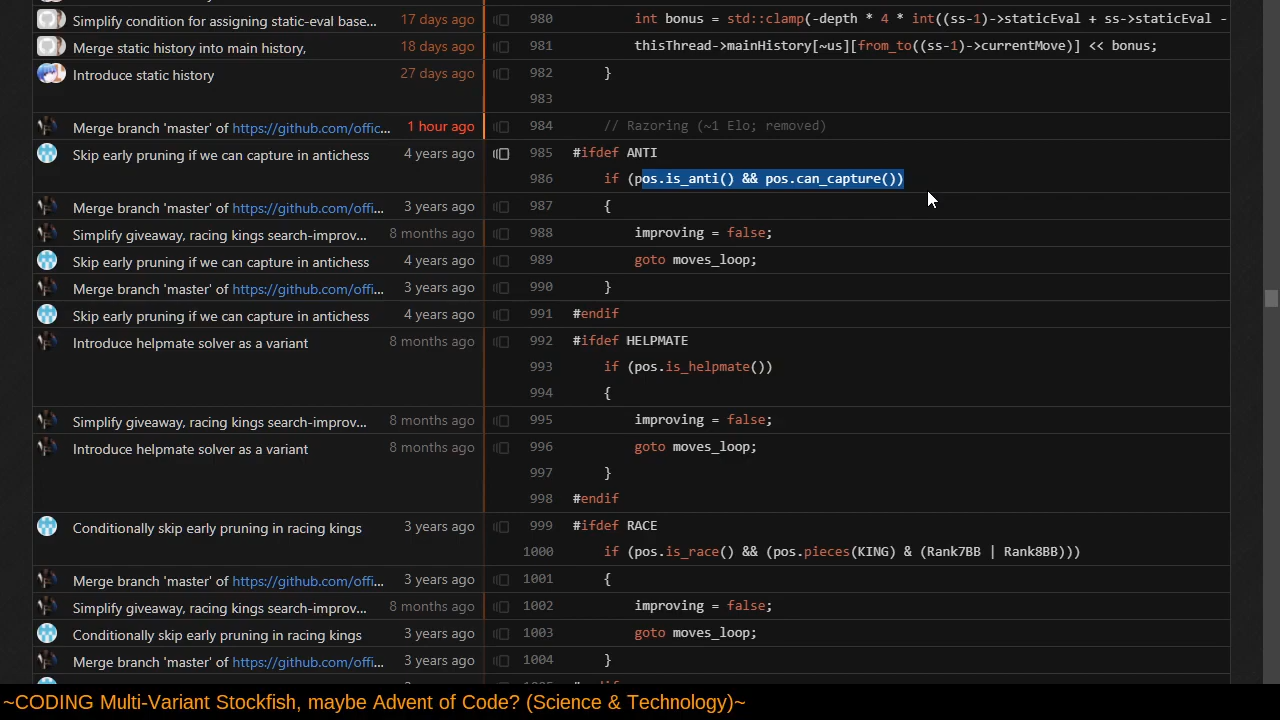 Simplify condition for assigning static-eval base... 17 days ago 980 int bonus = std::clamp(-depth * 4 * int((ss-1)->staticEval + ss->staticEval -
Merge static history into main history, 18 days ago 981 thisThread->mainHistory[~us][from_to((ss-1)->currentMove)] << bonus;
Introduce static history 27 days ago 982 }
983
Merge branch 'master' of https://github.com/offic... 1 hour ago 984 // Razoring (~1 Elo; removed)
Skip early pruning if we can capture in antichess 4 years ago 985 #ifdef ANTI
986 if (pos.is_anti() && pos.can_capture())
Merge branch 'master' of https://github.com/offi... 3 years ago 987 {
Simplify giveaway, racing kings search-improv... 8 months ago 988 improving = false;
Skip early pruning if we can capture in antichess 4 years ago 989 goto moves_loop;
Merge branch 'master' of https://github.com/offi... 3 years ago 990 }
Skip early pruning if we can capture in antichess 4 years ago 991 #endif
Introduce helpmate solver as a variant 8 months ago 992 #ifdef HELPMATE
993 if (pos.is_helpmate())
994 {
Simplify giveaway, racing kings search-improv... 8 months ago 995 improving = false;
Introduce helpmate solver as a variant 8 months ago 996 goto moves_loop;
997 }
998 #endif
Conditionally skip early pruning in racing kings 3 years ago 999 #ifdef RACE
1000 if (pos.is_race() && (pos.pieces(KING) & (Rank7BB | Rank8BB)))
Merge branch 'master' of https://github.com/offi... 3 years ago 1001 {
Simplify giveaway, racing kings search-improv... 8 months ago 1002 improving = false;
Conditionally skip early pruning in racing kings 3 years ago 1003 goto moves_loop;
Merge branch 'master' of https://github.com/offi... 3 years ago 1004 }
~CODING Multi-Variant Stockfish, maybe Advent of Code? (Science & Technology)~